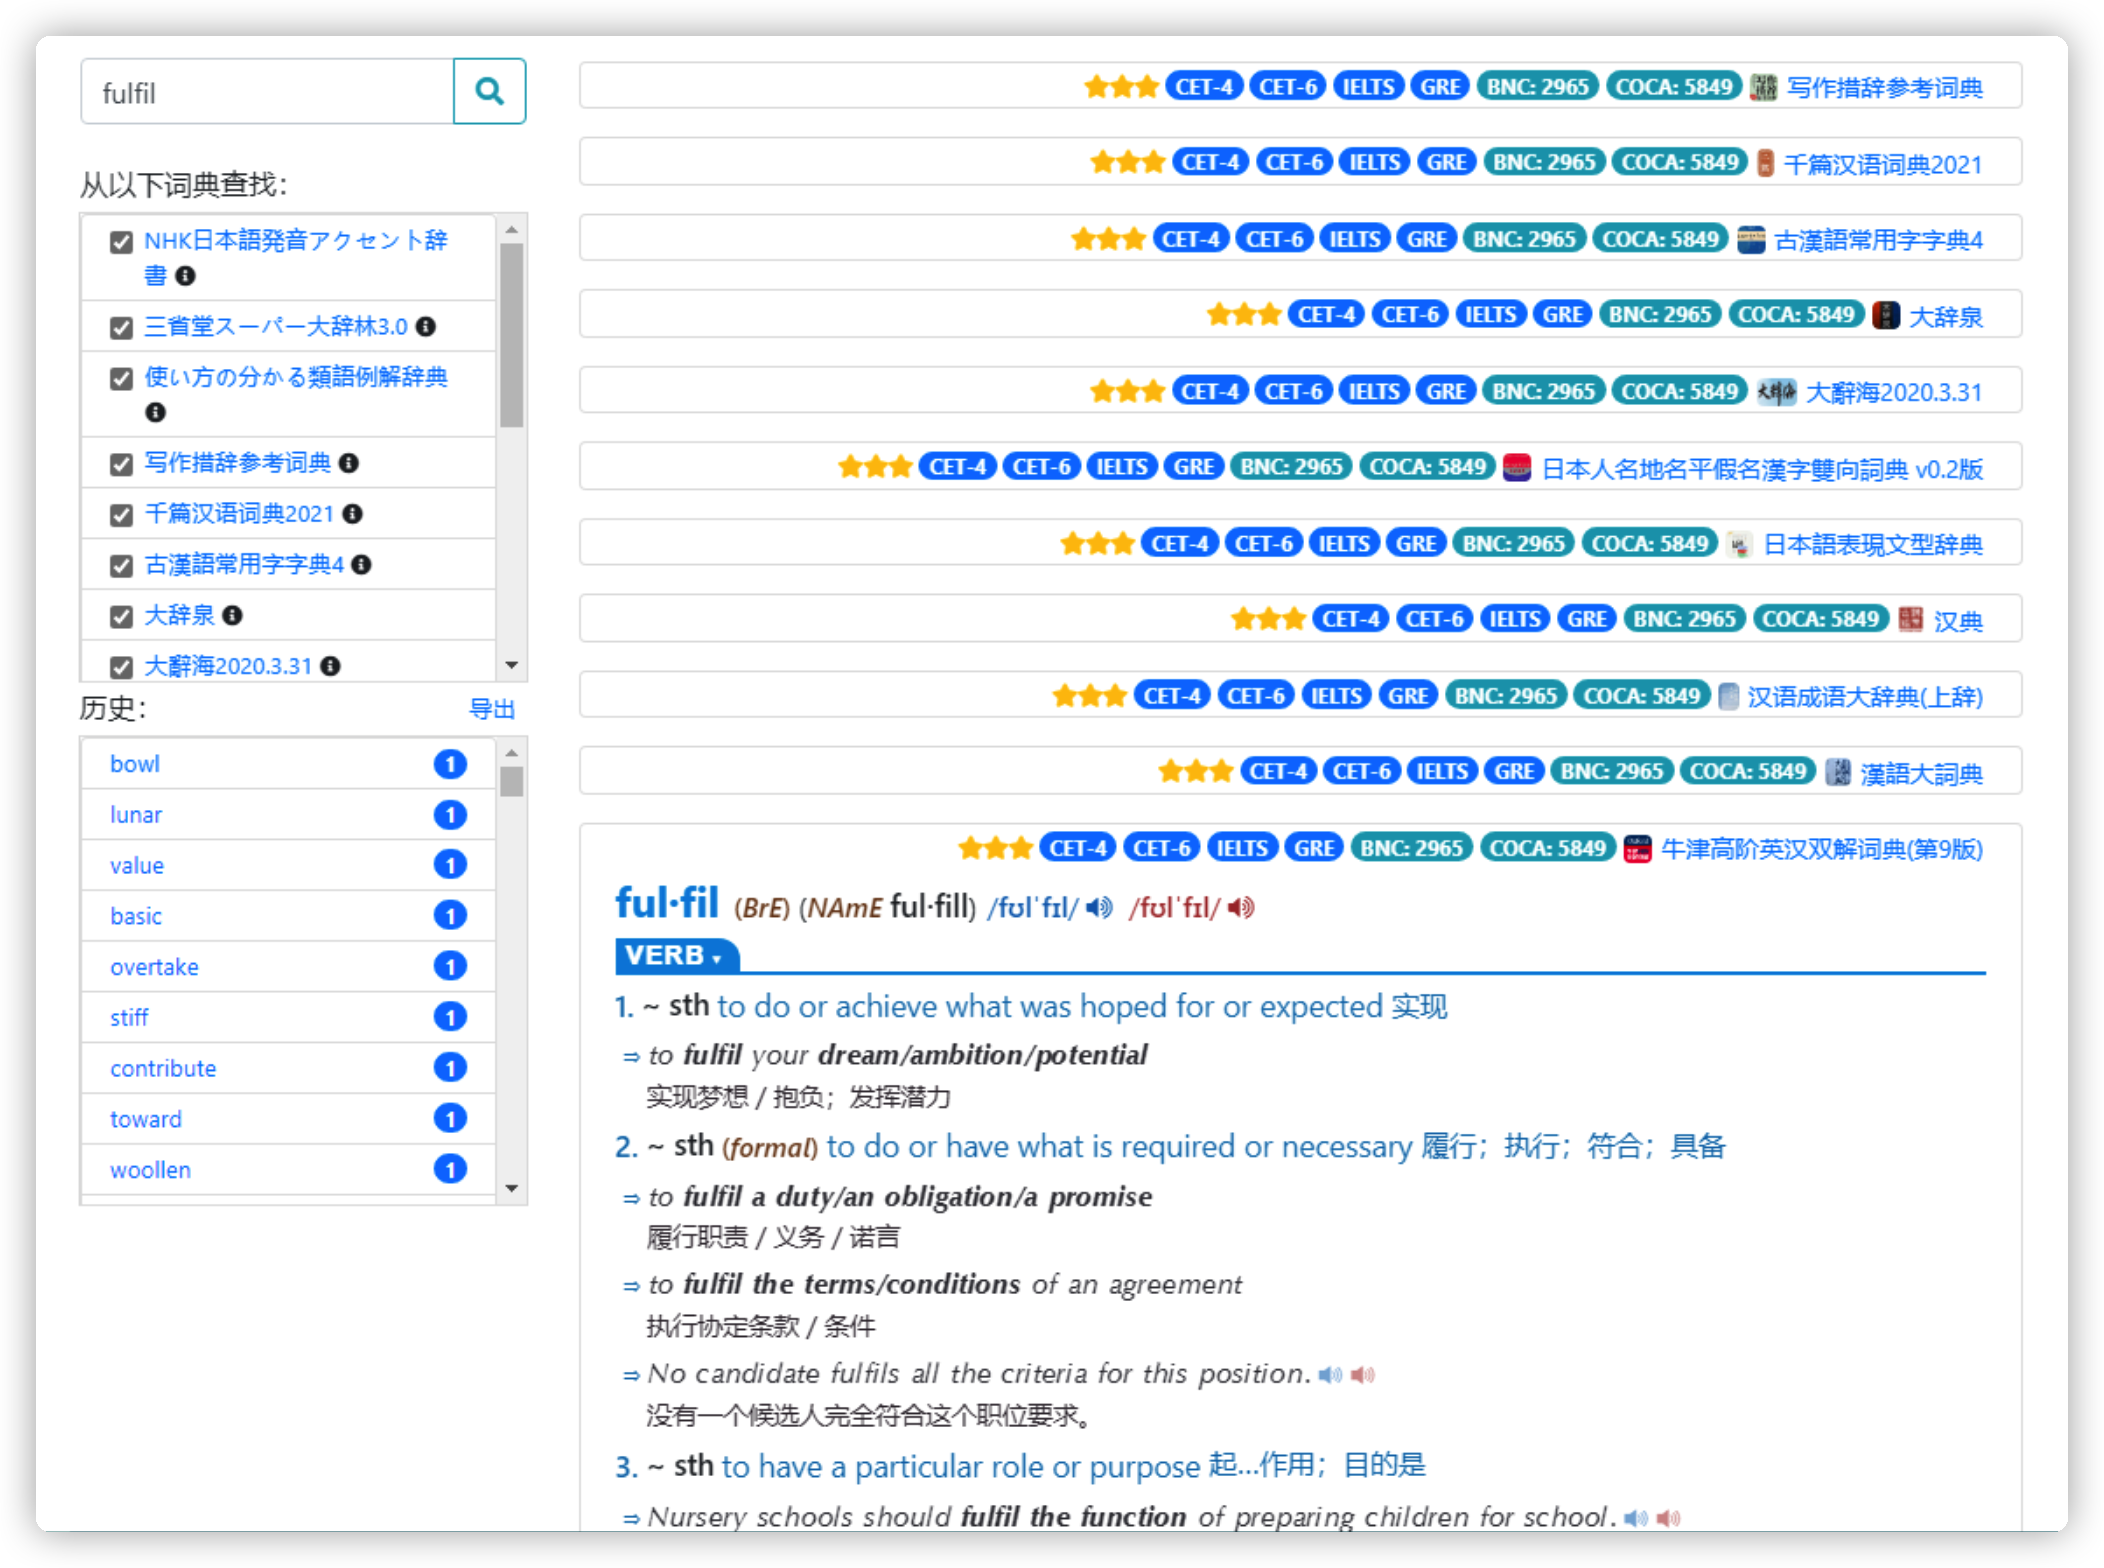 fulfil
从以下词典查找：
NHK日本語発音アクセント辞
書
三省堂スーパー大辞林3.0
使い方の分かる類語例解辞典
写作措辞参考词典
千篇汉语词典2021
古漢語常用字字典4
大辞泉
大辭海2020.3.31
历史： 导出
bowl 1
lunar 1
value 1
basic 1
overtake 1
stiff 1
contribute 1
toward 1
woollen 1
CET-4 CET-6 IELTS GRE BNC: 2965 COCA: 5849 写作措辞参考词典
CET-4 CET-6 IELTS GRE BNC: 2965 COCA: 5849 千篇汉语词典2021
CET-4 CET-6 IELTS GRE BNC: 2965 COCA: 5849 古漢語常用字字典4
CET-4 CET-6 IELTS GRE BNC: 2965 COCA: 5849 大辞泉
CET-4 CET-6 IELTS GRE BNC: 2965 COCA: 5849 大辭海 大辭海2020.3.31
CET-4 CET-6 IELTS GRE BNC: 2965 COCA: 5849 日本人名地名平假名漢字雙向詞典 v0.2版
CET-4 CET-6 IELTS GRE BNC: 2965 COCA: 5849 日本語表現文型辞典
CET-4 CET-6 IELTS GRE BNC: 2965 COCA: 5849 汉典
CET-4 CET-6 IELTS GRE BNC: 2965 COCA: 5849 汉语成语大辞典(上辞)
CET-4 CET-6 IELTS GRE BNC: 2965 COCA: 5849 漢語大詞典
CET-4 CET-6 IELTS GRE BNC: 2965 COCA: 5849 牛津高阶英汉双解词典(第9版)
ful·fil (BrE) (NAmE ful·fill) /fʊlˈfɪl/ /fʊlˈfɪl/
VERB
1. ~ sth to do or achieve what was hoped for or expected 实现
⇒ to fulfil your dream/ambition/potential
实现梦想 / 抱负；发挥潜力
2. ~ sth (formal) to do or have what is required or necessary 履行；执行；符合；具备
⇒ to fulfil a duty/an obligation/a promise
履行职责 / 义务 / 诺言
⇒ to fulfil the terms/conditions of an agreement
执行协定条款 / 条件
⇒ No candidate fulfils all the criteria for this position.
没有一个候选人完全符合这个职位要求。
3. ~ sth to have a particular role or purpose 起…作用；目的是
⇒ Nursery schools should fulfil the function of preparing children for school.